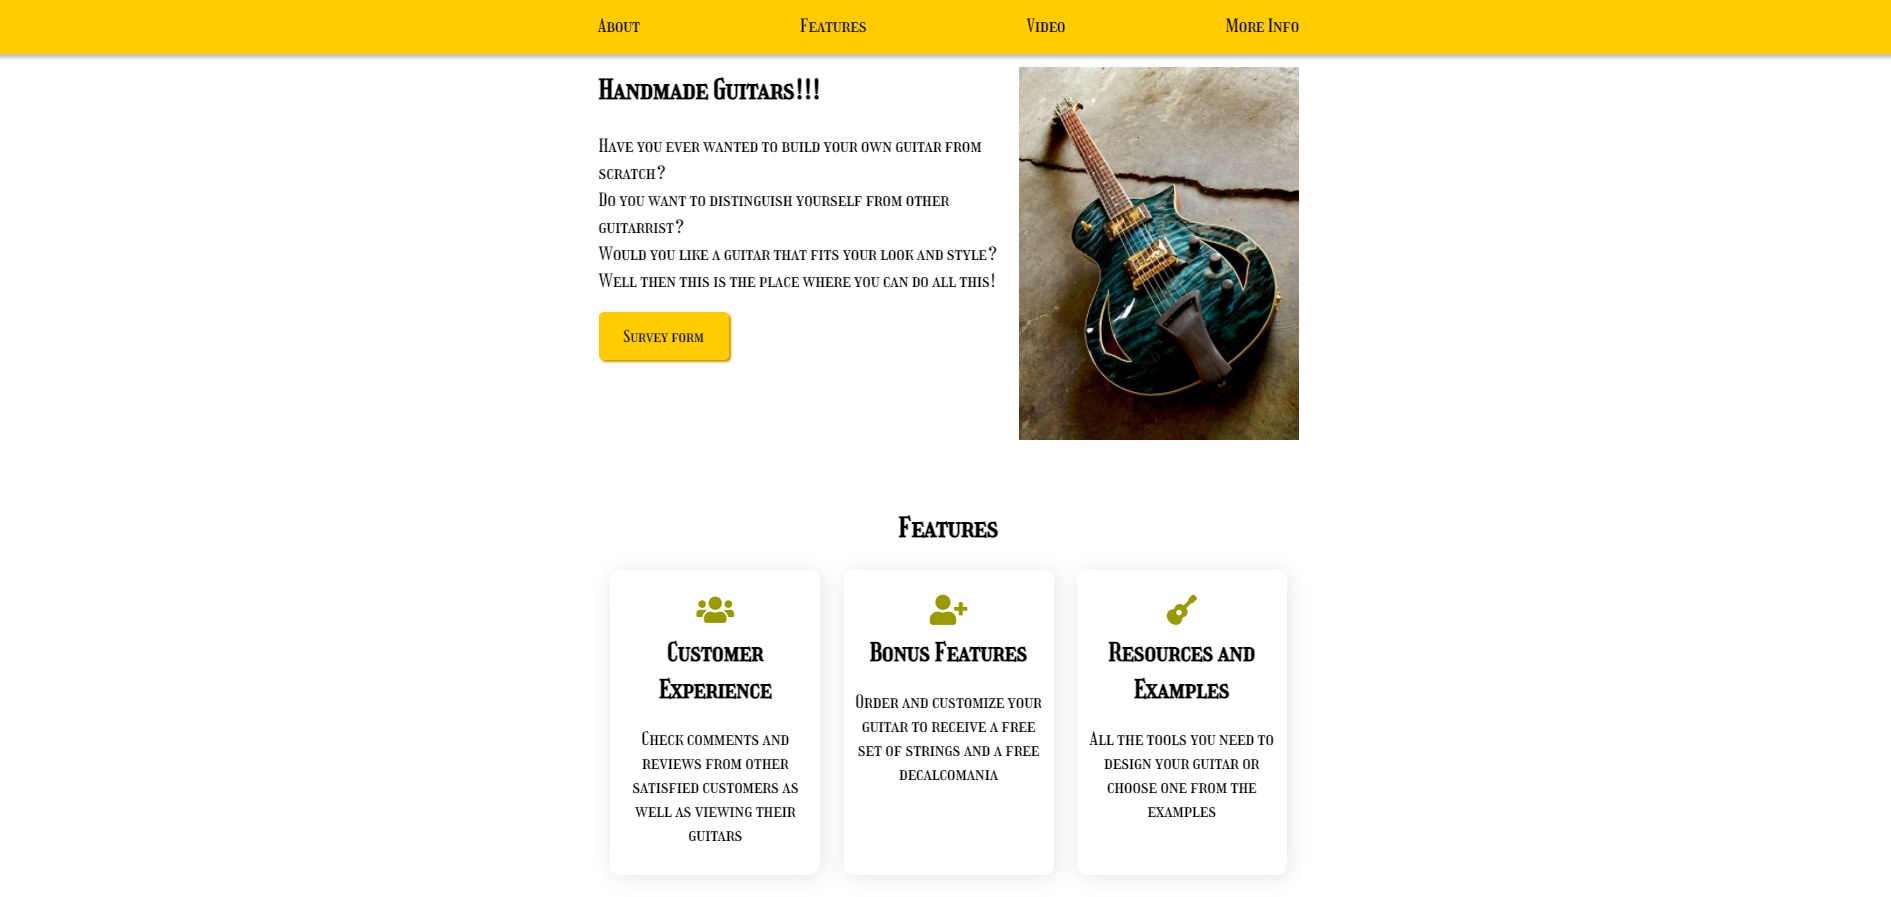 About Features Video More Info
Handmade Guitars!!!
Have you ever wanted to build your own guitar from
scratch?
Do you want to distinguish yourself from other
guitarrist?
Would you like a guitar that fits your look and style?
Well then this is the place where you can do all this!
Survey form
Features
Customer
Experience
Check comments and
reviews from other
satisfied customers as
well as viewing their
guitars
Bonus Features
Order and customize your
guitar to receive a free
set of strings and a free
decalcomania
Resources and
Examples
All the tools you need to
design your guitar or
choose one from the
examples